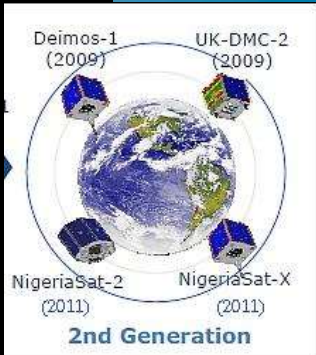 Deimos-1
(2009)
UK-DMC-2
(2009)
NigeriaSat-2
(2011)
NigeriaSat-X
(2011)
2nd Generation